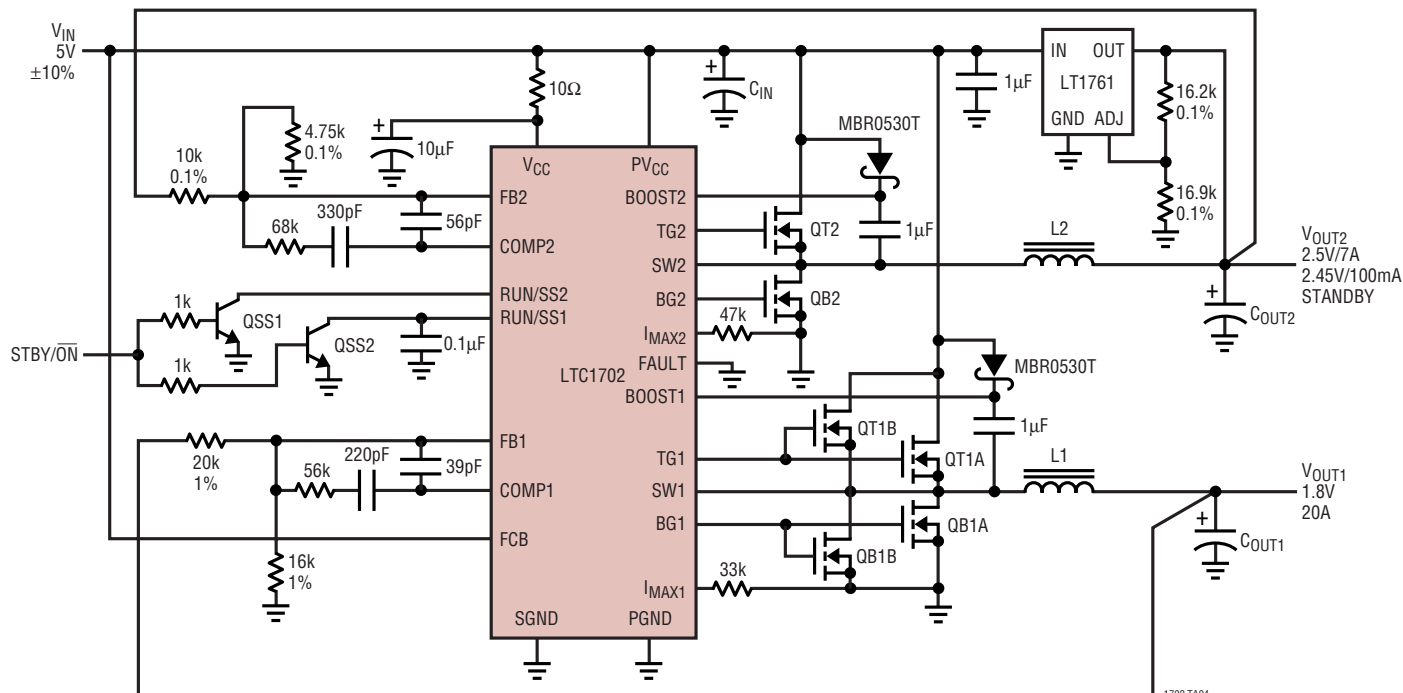 VIN
5V
±10%
10Ω
+
CIN
1µF
IN OUT
LT1761
GND ADJ
16.2k
0.1%
16.9k
0.1%
4.75k
0.1%
+
10µF
MBR0530T
10k
0.1%
330pF
68k
56pF
VCC
PVCC
FB2
BOOST2
COMP2
TG2
QT2
1µF
SW2
L2
VOUT2
2.5V/7A
2.45V/100mA
STANDBY
+
COUT2
RUN/SS2
BG2
QB2
RUN/SS1
IMAX2
47k
FAULT
LTC1702
BOOST1
1k
QSS1
QSS2
0.1µF
STBY/O̅N̅
1k
MBR0530T
1µF
QT1B
QT1A
FB1
TG1
20k
1%
220pF
56k
39pF
COMP1
SW1
L1
VOUT1
1.8V
20A
+
COUT1
BG1
QB1A
QB1B
FCB
16k
1%
IMAX1
33k
SGND
PGND